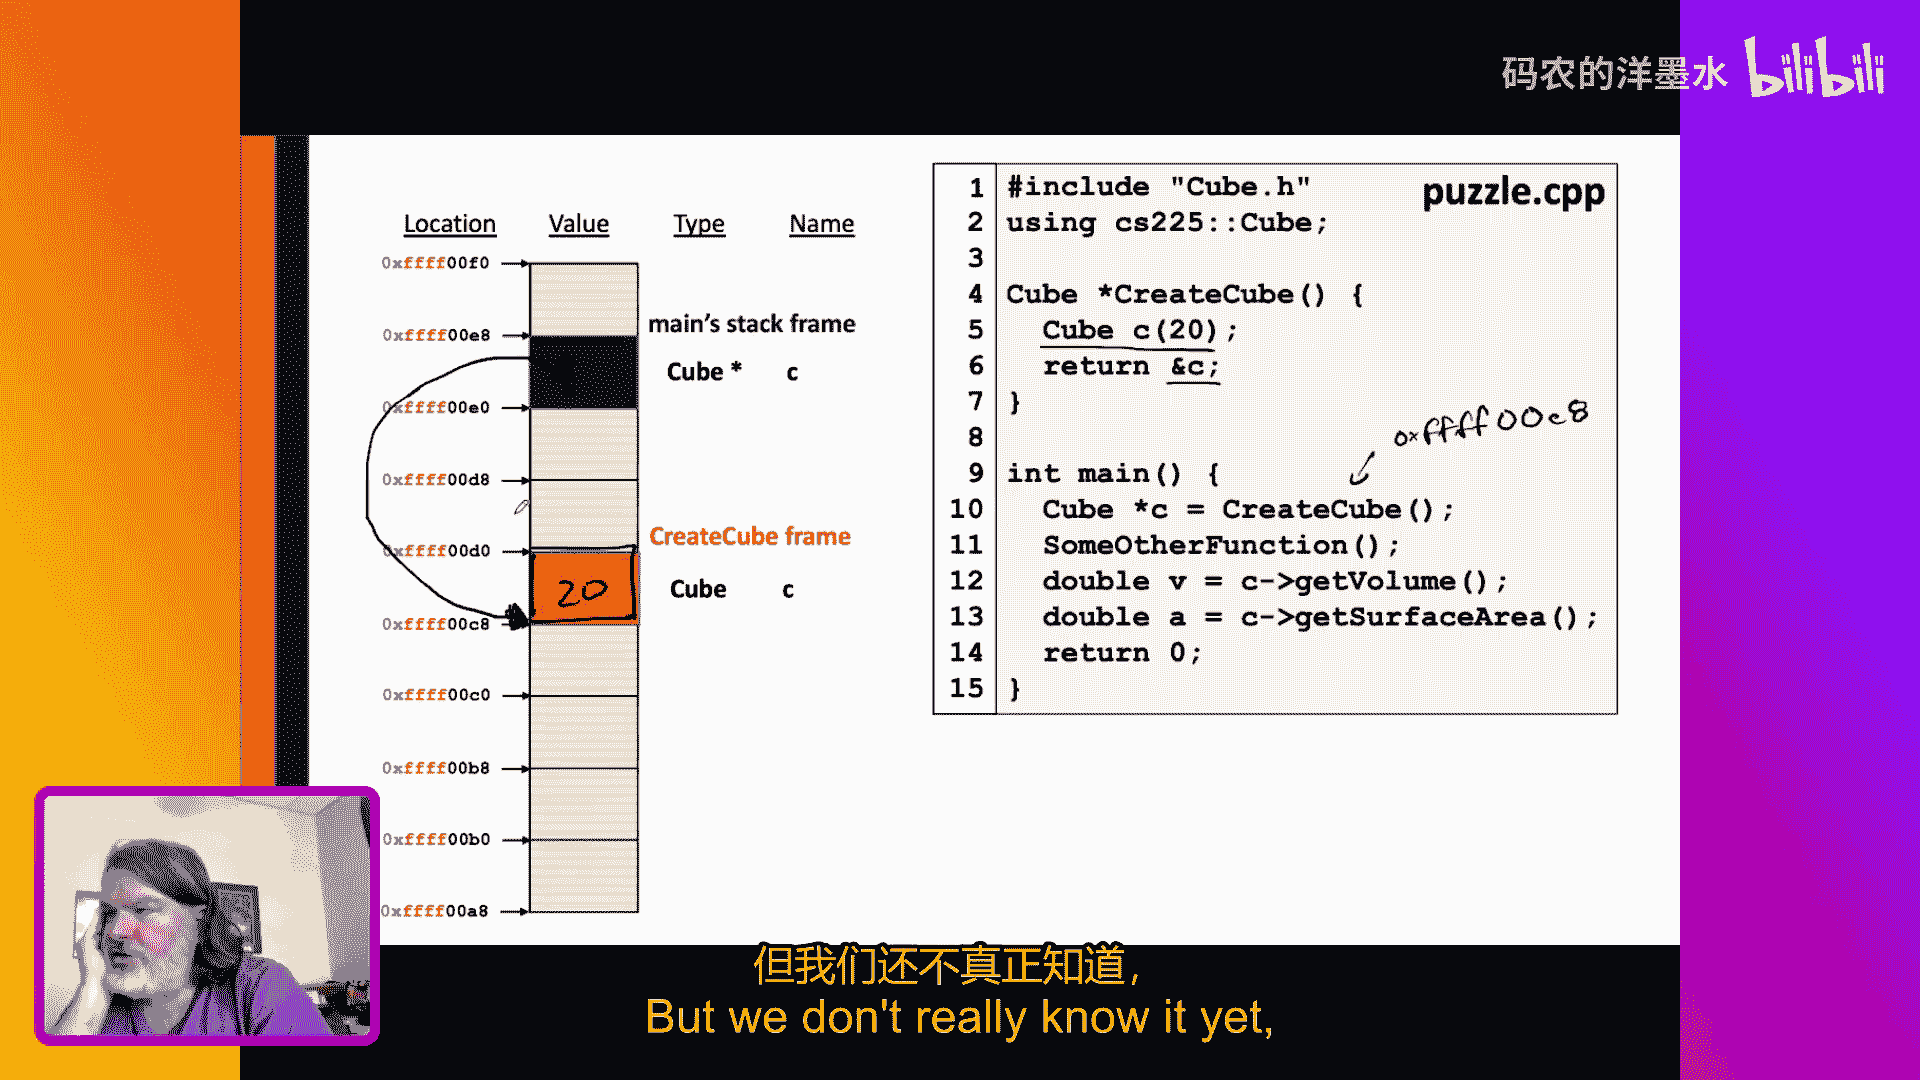 码农的洋墨水 bilibili
Location Value Type Name
0xffff00f0
main's stack frame
0xffff00e8
Cube * c
0xffff00e0
0xffff00d8
CreateCube frame
0xffff00d0
20 Cube c
0xffff00c8
0xffff00c0
0xffff00b8
0xffff00b0
0xffff00a8
puzzle.cpp
1 #include "Cube.h"
2 using cs225::Cube;
3
4 Cube *CreateCube() {
5 Cube c(20);
6 return &c;
7 }
8
0xffff00c8
9 int main() {
10 Cube *c = CreateCube();
11 SomeOtherFunction();
12 double v = c->getVolume();
13 double a = c->getSurfaceArea();
14 return 0;
15 }
但我们还不真正知道，
But we don't really know it yet,